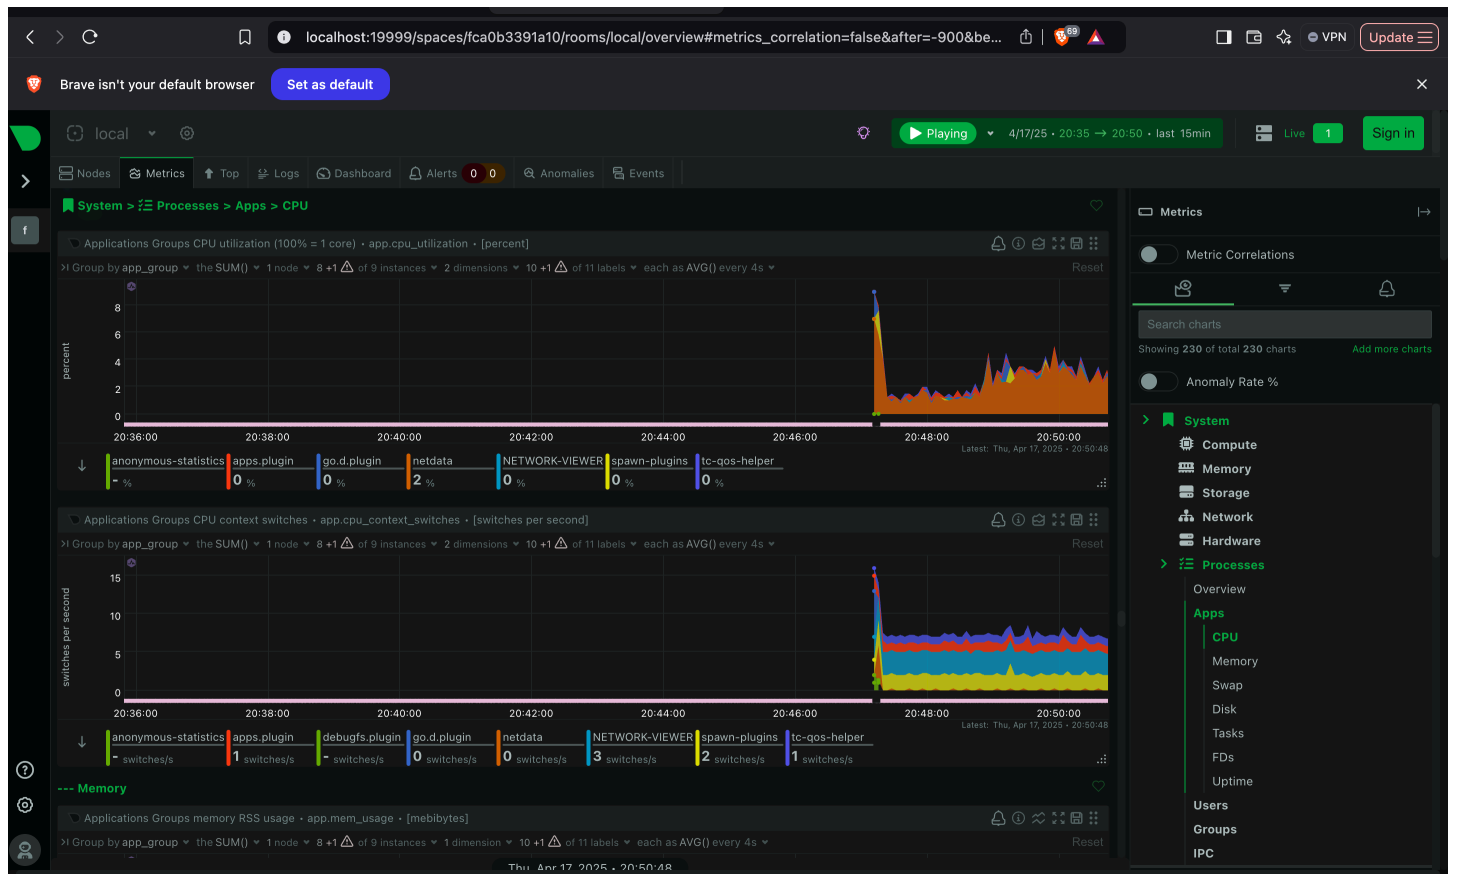 localhost:19999/spaces/fca0b3391a10/rooms/local/overview#metrics_correlation=false&after=-900&be...
69
VPN
Update
Brave isn't your default browser
Set as default
local
Playing
4/17/25 • 20:35 → 20:50 • last 15min
Live
1
Sign in
Nodes
Metrics
Top
Logs
Dashboard
Alerts
0
0
Anomalies
Events
f
System > Processes > Apps > CPU
Applications Groups CPU utilization (100% = 1 core) • app.cpu_utilization • [percent]
Group by app_group the SUM() 1 node 8 +1 of 9 instances 2 dimensions 10 +1 of 11 labels each as AVG() every 4s
Reset
percent
8
6
4
2
0
20:36:00 20:38:00 20:40:00 20:42:00 20:44:00 20:46:00 20:48:00 20:50:00
Latest: Thu, Apr 17, 2025 • 20:50:48
anonymous-statistics apps.plugin go.d.plugin netdata NETWORK-VIEWER spawn-plugins tc-qos-helper
- % 0 % 0 % 2 % 0 % 0 % 0 %
Applications Groups CPU context switches • app.cpu_context_switches • [switches per second]
Group by app_group the SUM() 1 node 8 +1 of 9 instances 2 dimensions 10 +1 of 11 labels each as AVG() every 4s
Reset
switches per second
15
10
5
0
20:36:00 20:38:00 20:40:00 20:42:00 20:44:00 20:46:00 20:48:00 20:50:00
Latest: Thu, Apr 17, 2025 • 20:50:48
anonymous-statistics apps.plugin debugfs.plugin go.d.plugin netdata NETWORK-VIEWER spawn-plugins tc-qos-helper
- switches/s 1 switches/s - switches/s 0 switches/s 0 switches/s 3 switches/s 2 switches/s 1 switches/s
--- Memory
Applications Groups memory RSS usage • app.mem_usage • [mebibytes]
Group by app_group the SUM() 1 node 8 +1 of 9 instances 1 dimension 10 +1 of 11 labels each as AVG() every 4s
Reset
Thu, Apr 17, 2025 • 20:50:48
Metrics
Metric Correlations
Search charts
Showing 230 of total 230 charts
Add more charts
Anomaly Rate %
System
Compute
Memory
Storage
Network
Hardware
Processes
Overview
Apps
CPU
Memory
Swap
Disk
Tasks
FDs
Uptime
Users
Groups
IPC